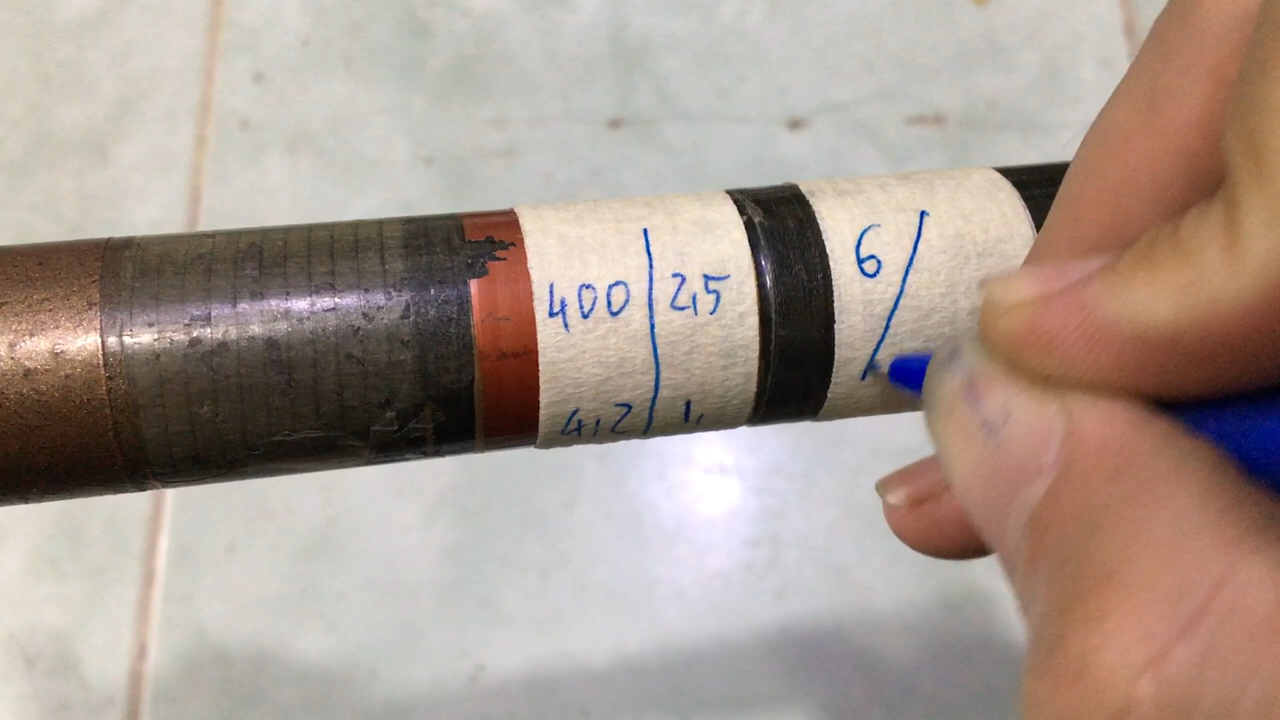 400 | 2,5
4,2 | 1,
6 /